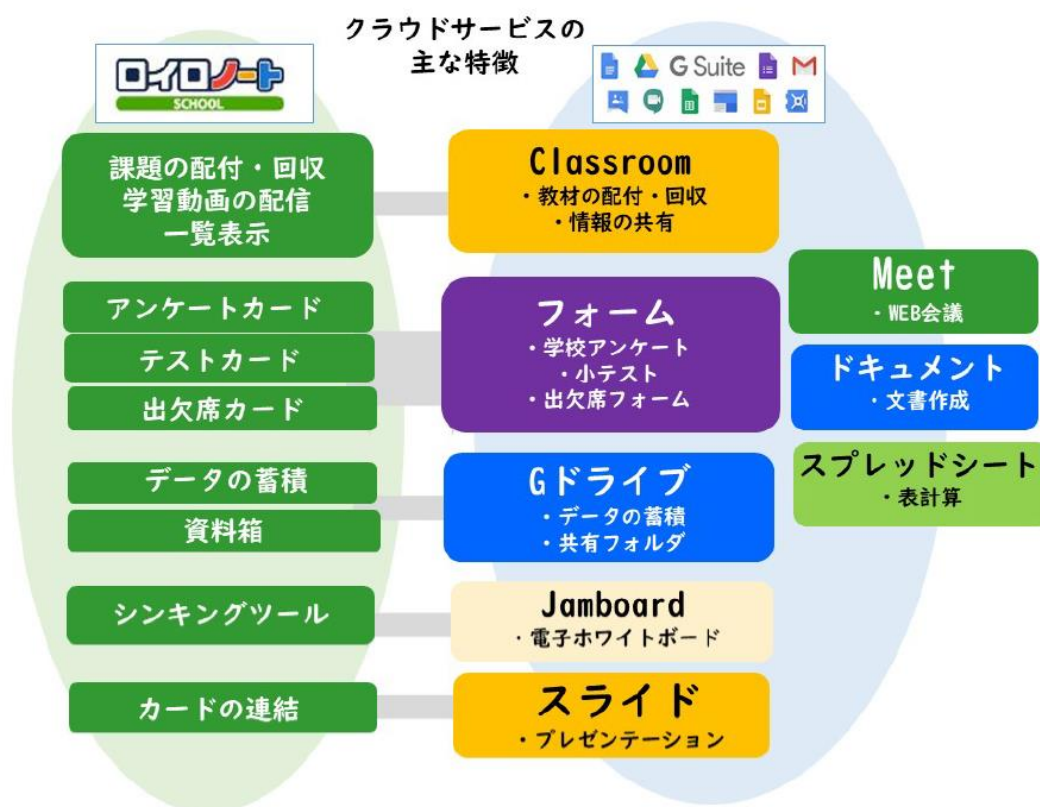 クラウドサービスの
主な特徴
ロイロノート
SCHOOL
G Suite
課題の配付・回収
学習動画の配信
一覧表示
Classroom
・教材の配付・回収
・情報の共有
アンケートカード
テストカード
出欠席カード
フォーム
・学校アンケート
・小テスト
・出欠席フォーム
Meet
・WEB会議
ドキュメント
・文書作成
スプレッドシート
・表計算
データの蓄積
資料箱
Gドライブ
・データの蓄積
・共有フォルダ
シンキングツール
Jamboard
・電子ホワイトボード
カードの連結
スライド
・プレゼンテーション